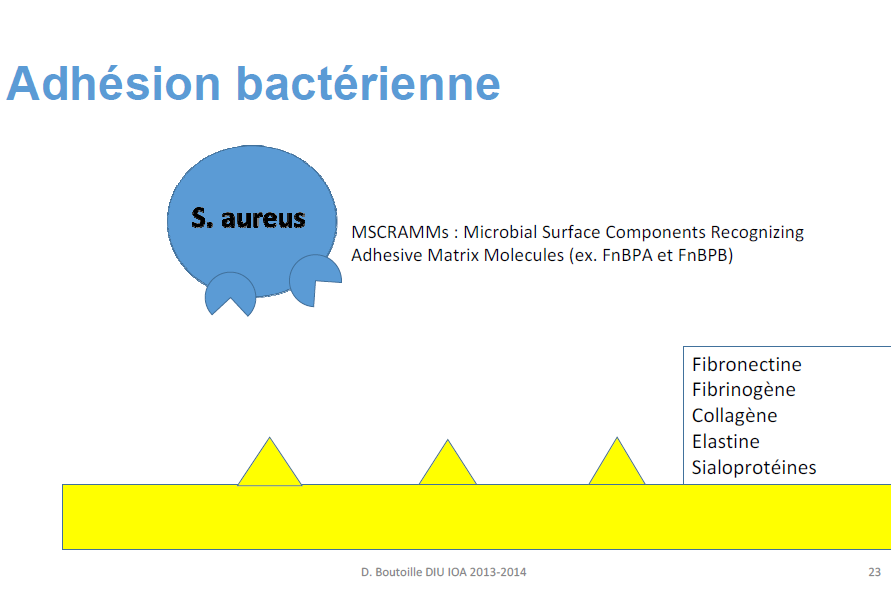 Adhésion bactérienne
S. aureus
MSCRAMMs : Microbial Surface Components Recognizing
Adhesive Matrix Molecules (ex. FnBPA et FnBPB)
Fibronectine
Fibrinogène
Collagène
Elastine
Sialoprotéines
D. Boutoille DIU IOA 2013-2014
23